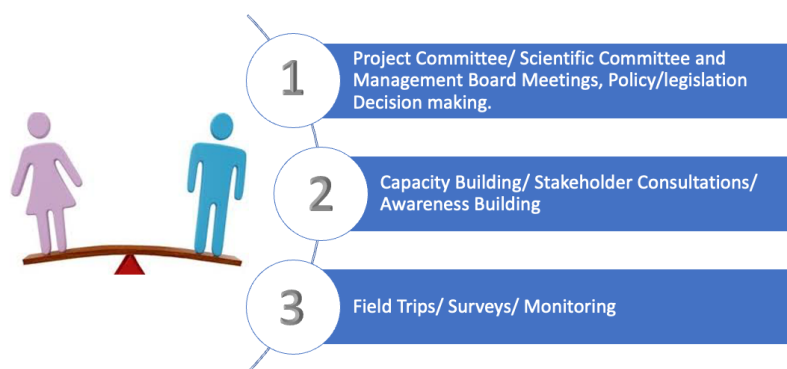 1
Project Committee/ Scientific Committee and
Management Board Meetings, Policy/legislation
Decision making.
2
Capacity Building/ Stakeholder Consultations/
Awareness Building
3
Field Trips/ Surveys/ Monitoring